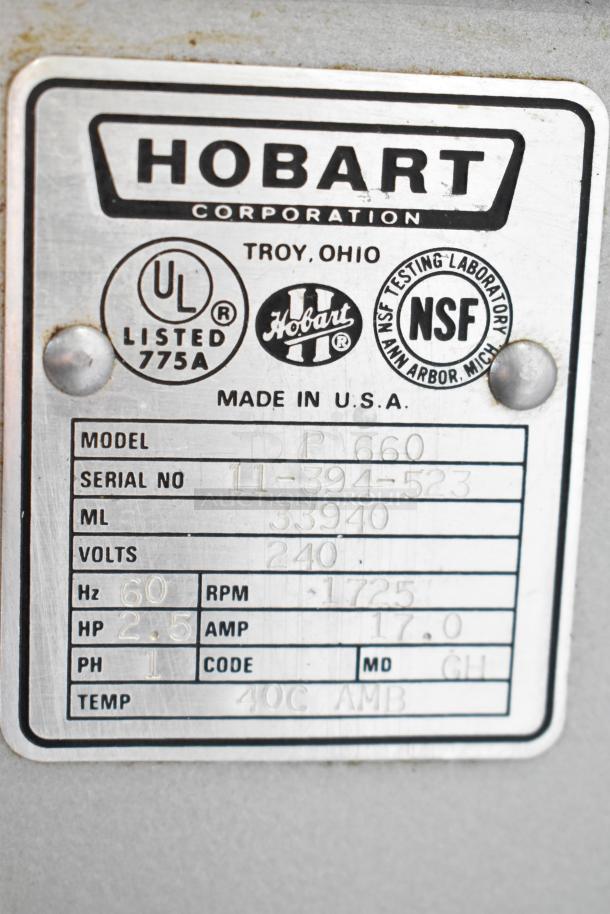 HOBART
CORPORATION
TROY, OHIO
UL ® LISTED 775A
Hobart ®
NSF TESTING LABORATORY
NSF
ANN ARBOR, MICH
MADE IN U.S.A.
MODEL 660
SERIAL NO 11-394-523
ML 33940
VOLTS 240
Hz 60 RPM 1725
HP 2.5 AMP 17.0
PH 1 CODE MD GH
TEMP 40C AMB